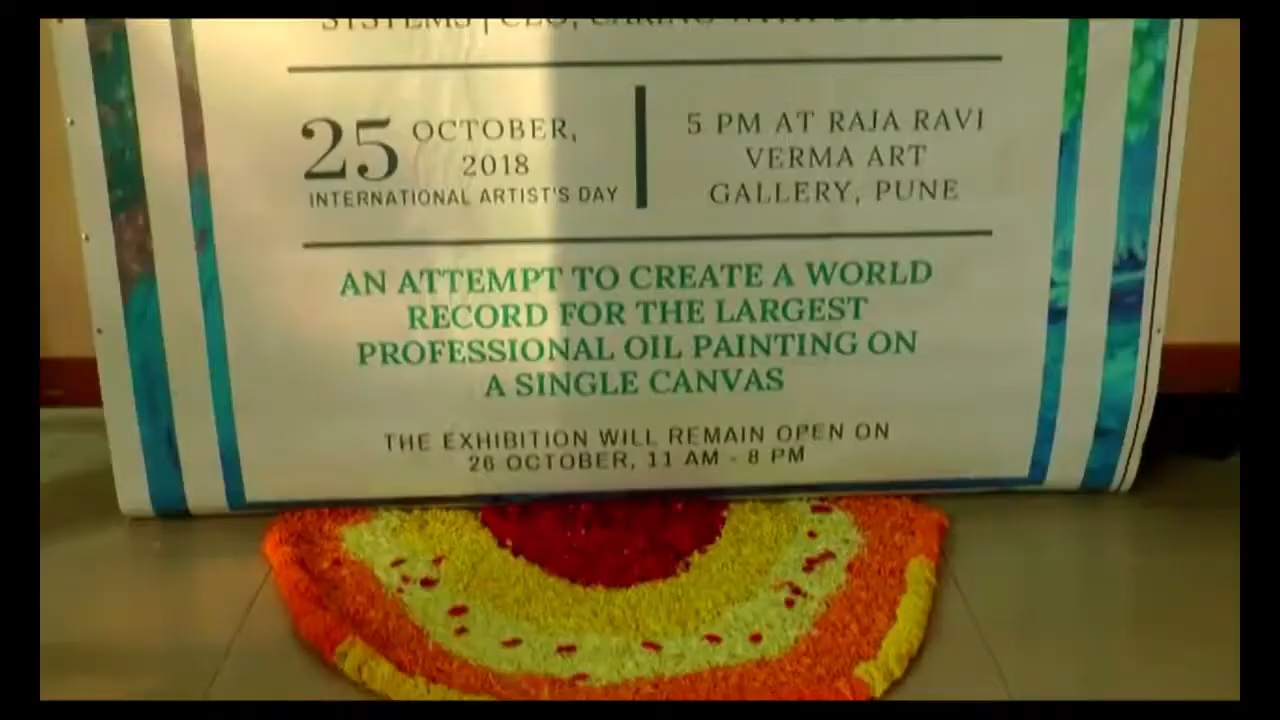 25 OCTOBER,
2018
INTERNATIONAL ARTIST'S DAY
5 PM AT RAJA RAVI
VERMA ART
GALLERY, PUNE
AN ATTEMPT TO CREATE A WORLD
RECORD FOR THE LARGEST
PROFESSIONAL OIL PAINTING ON
A SINGLE CANVAS
THE EXHIBITION WILL REMAIN OPEN ON
26 OCTOBER, 11 AM - 8 PM